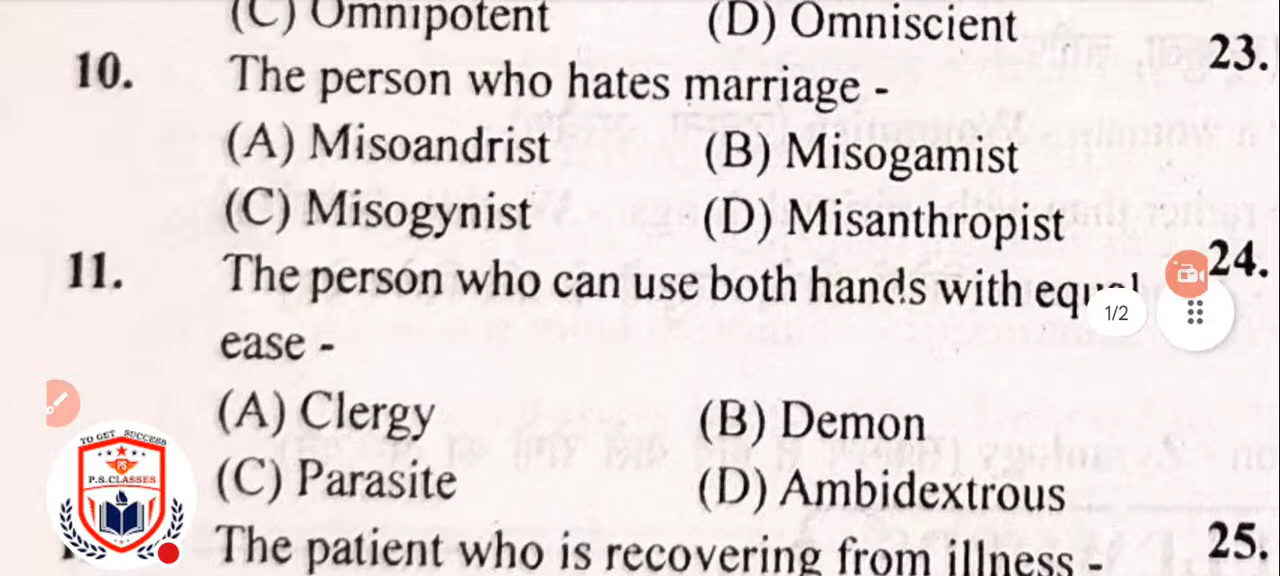 (C) Omnipotent (D) Omniscient
23.
10. The person who hates marriage -
(A) Misoandrist (B) Misogamist
(C) Misogynist (D) Misanthropist
24.
11. The person who can use both hands with equal
1/2
ease -
(A) Clergy (B) Demon
TO GET SUCCESS
PS
P.S.CLASSES
(C) Parasite (D) Ambidextrous
The patient who is recovering from illness -
25.